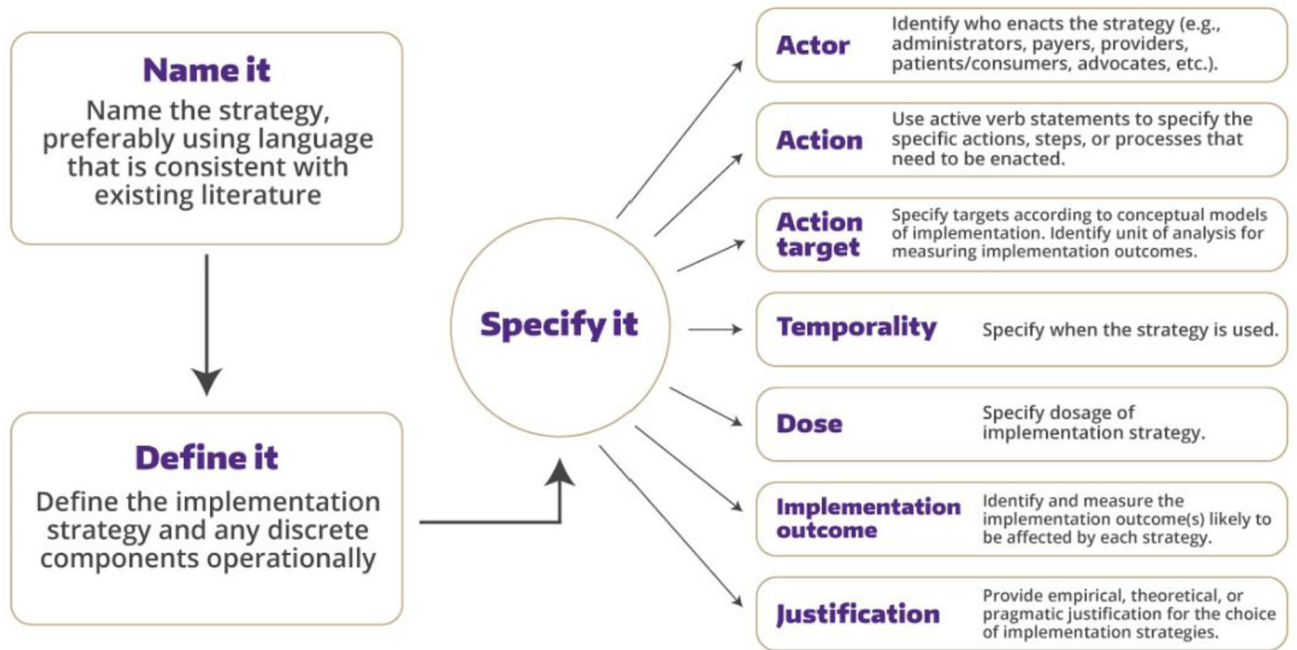 Name it
Name the strategy,
preferably using language
that is consistent with
existing literature
Define it
Define the implementation
strategy and any discrete
components operationally
Specify it
Actor
Identify who enacts the strategy (e.g.,
administrators, payers, providers,
patients/consumers, advocates, etc.).
Action
Use active verb statements to specify the
specific actions, steps, or processes that
need to be enacted.
Action
target
Specify targets according to conceptual models
of implementation. Identify unit of analysis for
measuring implementation outcomes.
Temporality
Specify when the strategy is used.
Dose
Specify dosage of
implementation strategy.
Implementation
outcome
Identify and measure the
implementation outcome(s) likely to
be affected by each strategy.
Justification
Provide empirical, theoretical, or
pragmatic justification for the choice
of implementation strategies.